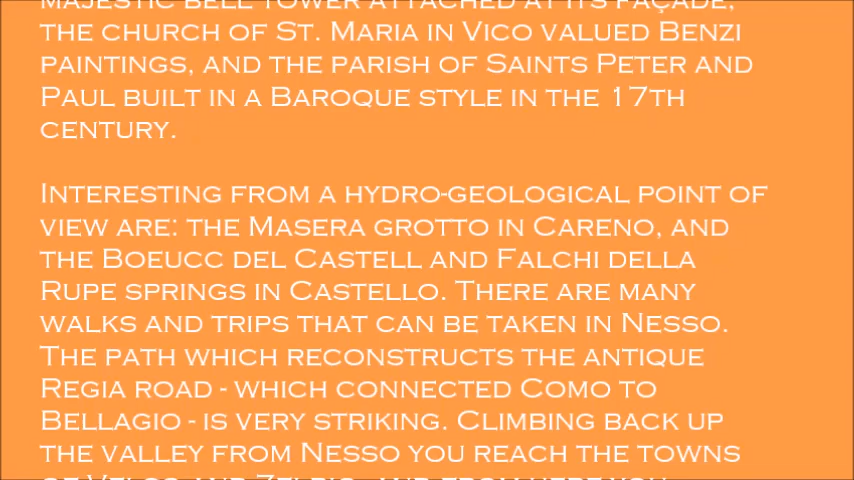 MAJESTIC BELL TOWER ATTACHED AT ITS FAÇADE,
THE CHURCH OF ST. MARIA IN VICO VALUED BENZI
PAINTINGS, AND THE PARISH OF SAINTS PETER AND
PAUL BUILT IN A BAROQUE STYLE IN THE 17TH
CENTURY.
INTERESTING FROM A HYDRO-GEOLOGICAL POINT OF
VIEW ARE: THE MASERA GROTTO IN CARENO, AND
THE BOEUCC DEL CASTELL AND FALCHI DELLA
RUPE SPRINGS IN CASTELLO. THERE ARE MANY
WALKS AND TRIPS THAT CAN BE TAKEN IN NESSO.
THE PATH WHICH RECONSTRUCTS THE ANTIQUE
REGIA ROAD - WHICH CONNECTED COMO TO
BELLAGIO - IS VERY STRIKING. CLIMBING BACK UP
THE VALLEY FROM NESSO YOU REACH THE TOWNS